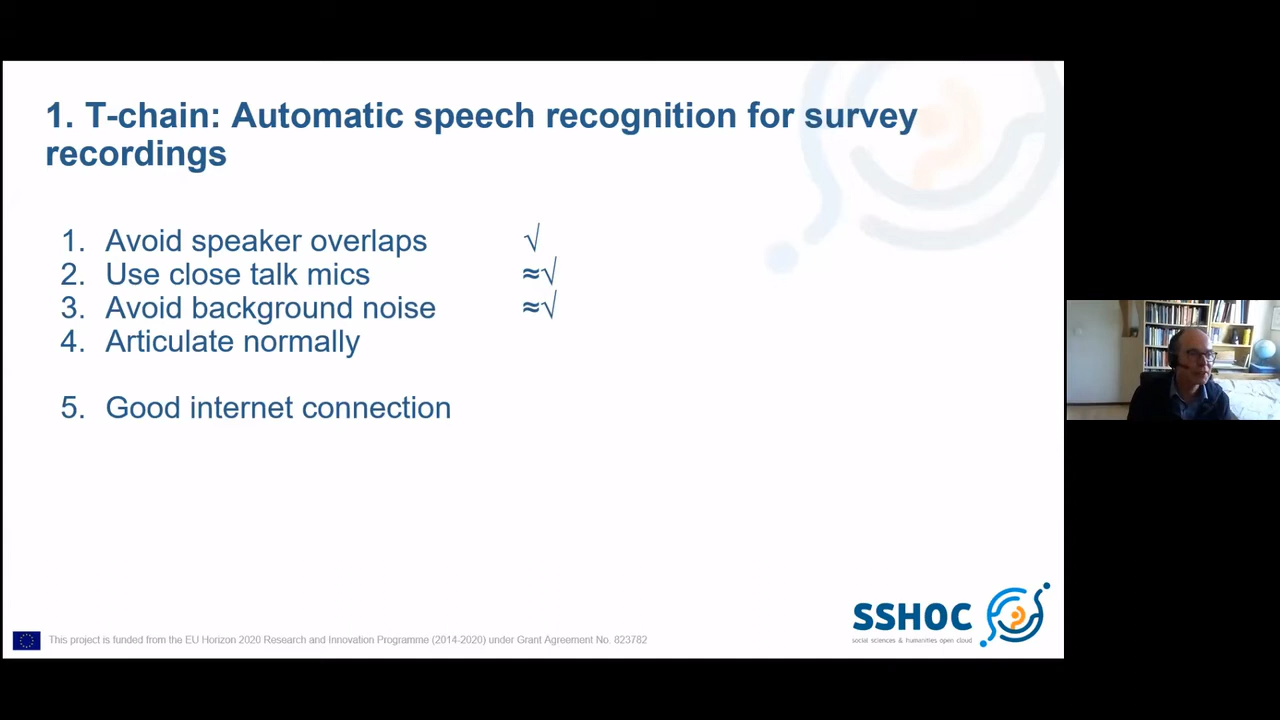 1. T-chain: Automatic speech recognition for survey
recordings
1. Avoid speaker overlaps √
2. Use close talk mics ≈√
3. Avoid background noise ≈√
4. Articulate normally
5. Good internet connection
SSHOC
social sciences & humanities open cloud
This project is funded from the EU Horizon 2020 Research and Innovation Programme (2014-2020) under Grant Agreement No. 823782